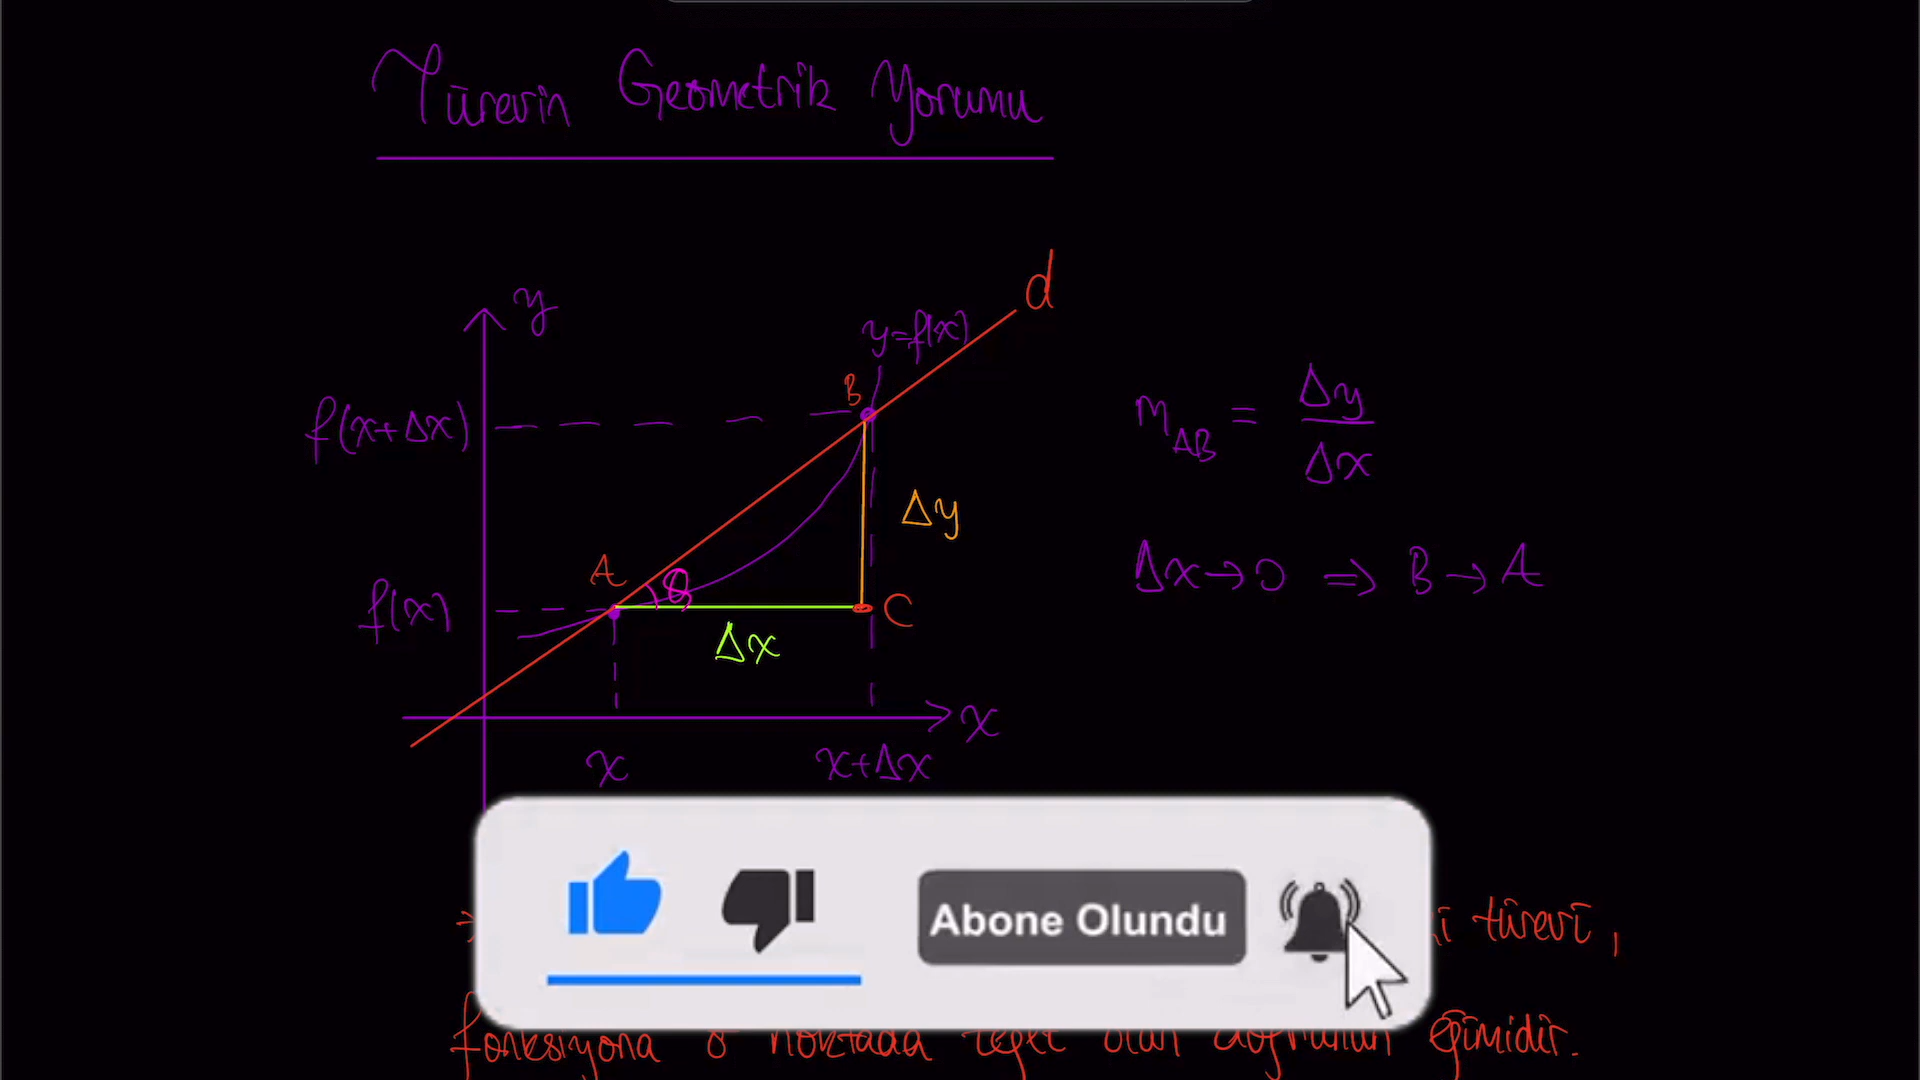 Türevin Geometrik Yorumu
d
y
y=f(x)
B
f(x+Δx)
m_AB = Δy/Δx
Δy
A
θ
Δx→0 ⇒ B→A
f(x)
C
Δx
x
x
x+Δx
Abone Olundu
türevi,
fonksiyona o noktada teğet olan doğrunun eğimidir.